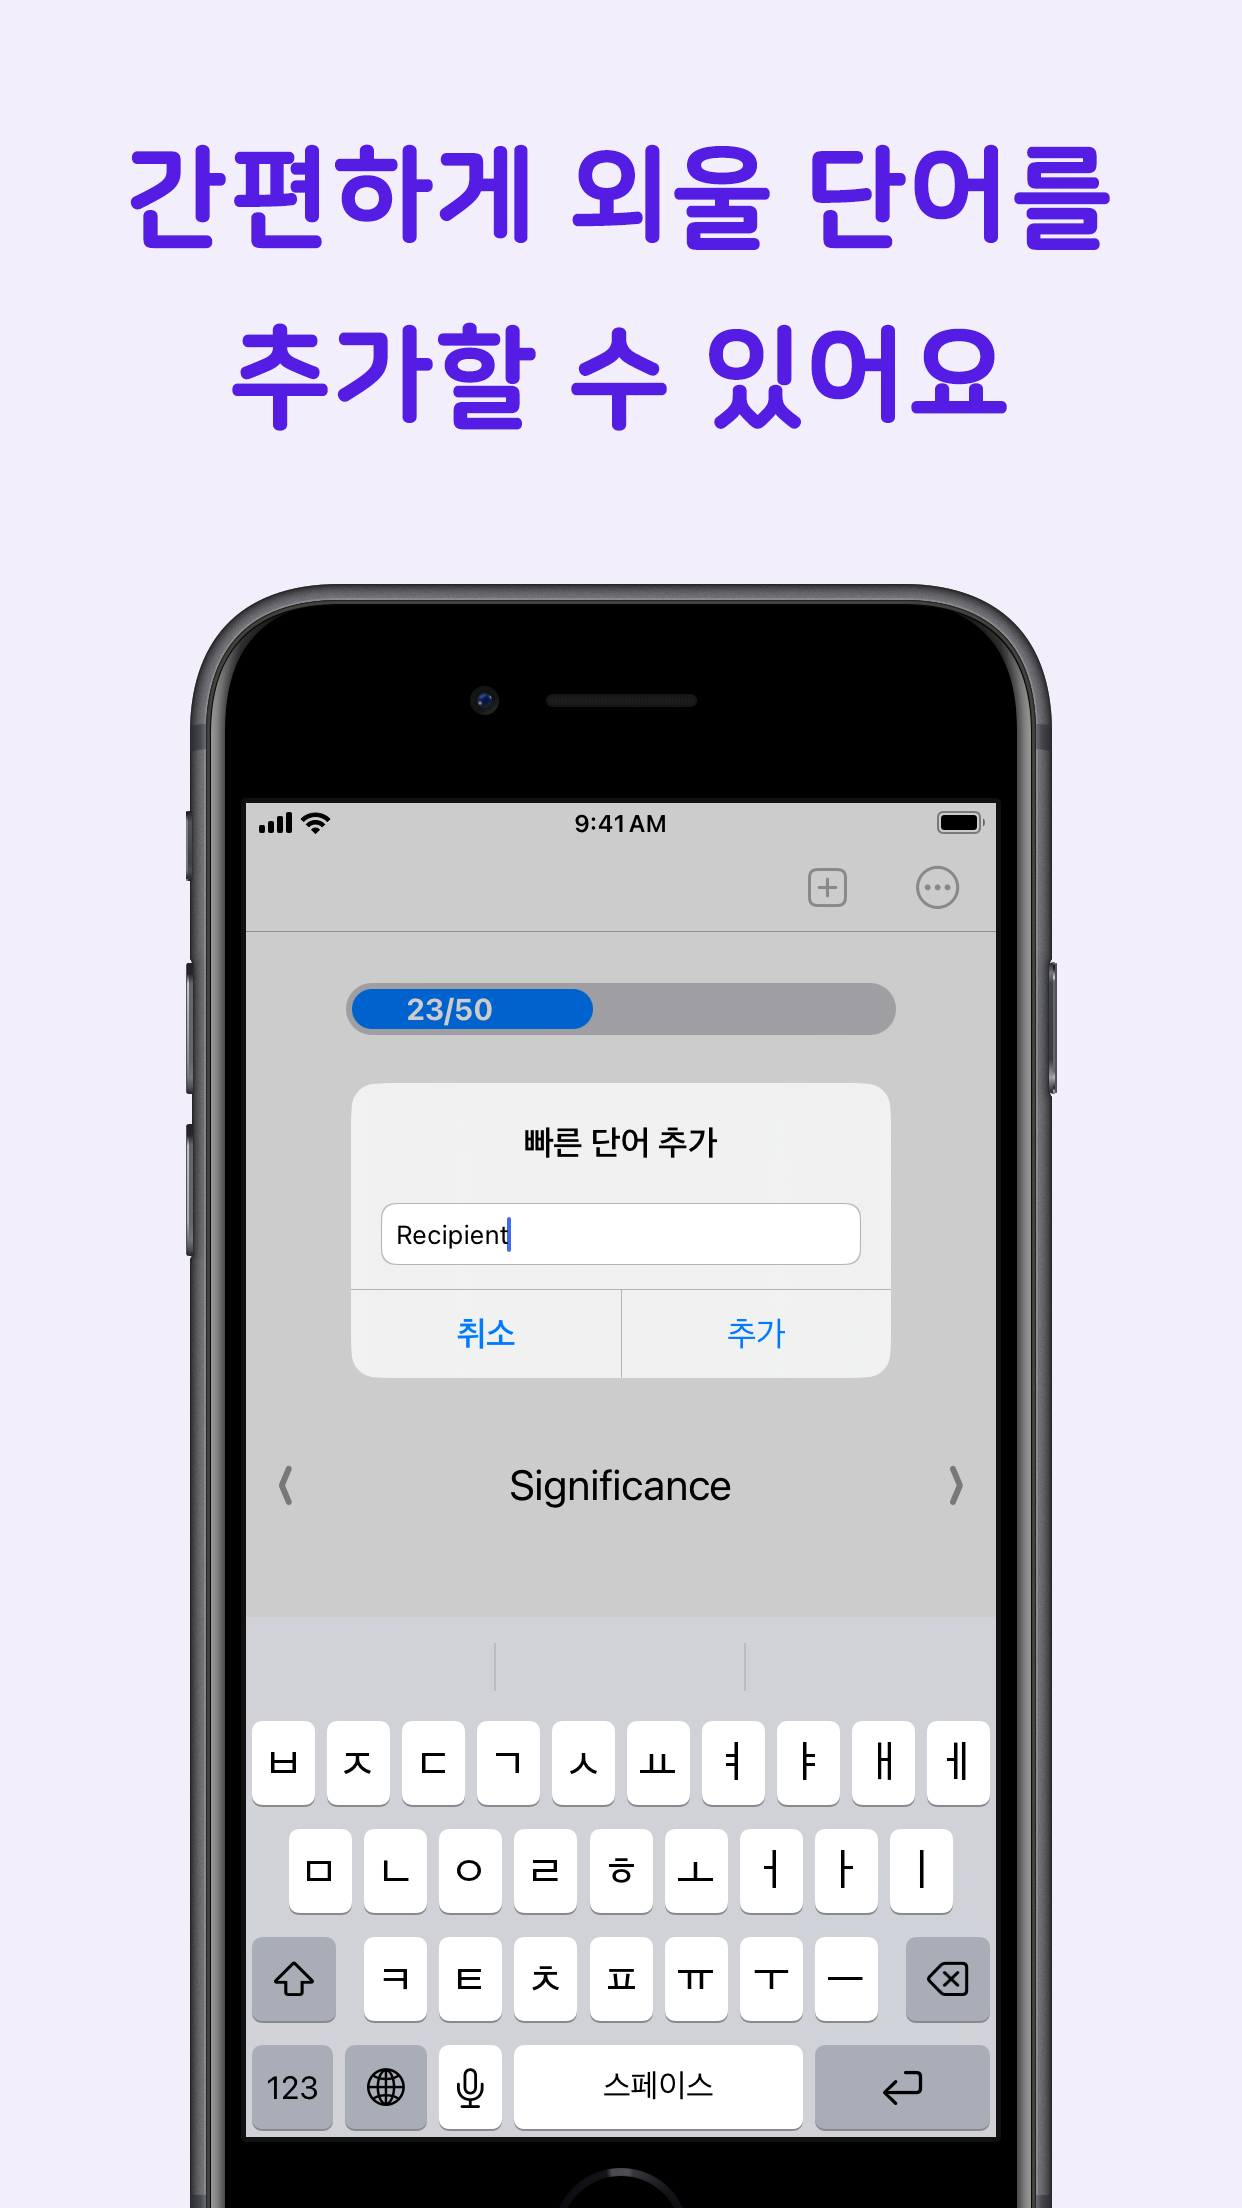 간편하게 외울 단어를
추가할 수 있어요
9:41 AM
23/50
빠른 단어 추가
Recipient
취소 추가
Significance
ㅂ ㅈ ㄷ ㄱ ㅅ ㅛ ㅕ ㅑ ㅐ ㅔ
ㅁ ㄴ ㅇ ㄹ ㅎ ㅗ ㅓ ㅏ ㅣ
ㅋ ㅌ ㅊ ㅍ ㅠ ㅜ ㅡ
123 스페이스